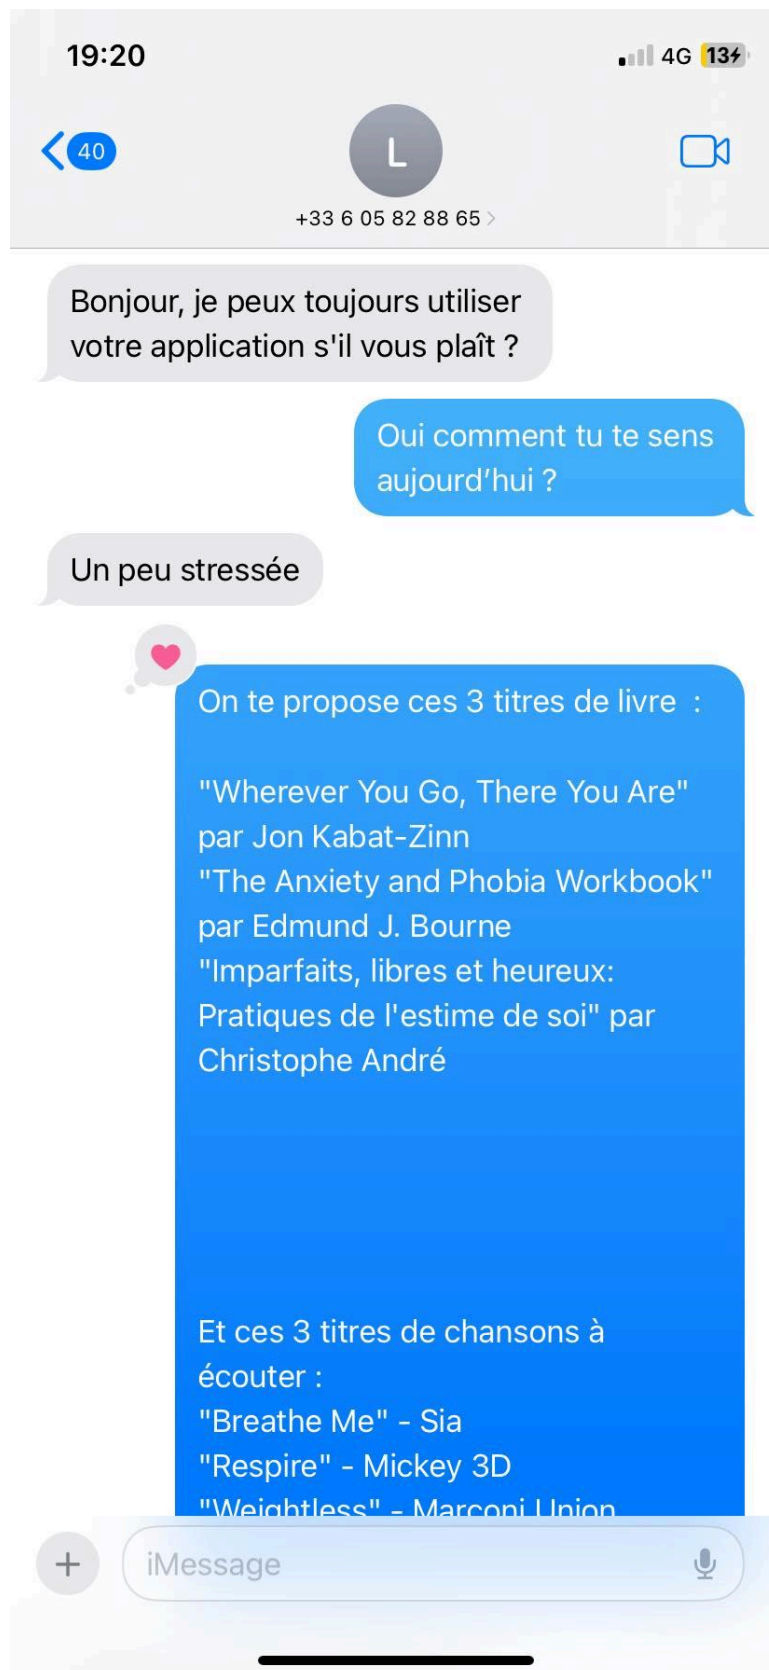 19:20
4G 13
40
L
+33 6 05 82 88 65
Bonjour, je peux toujours utiliser
votre application s'il vous plaît ?
Oui comment tu te sens
aujourd’hui ?
Un peu stressée
On te propose ces 3 titres de livre  :
"Wherever You Go, There You Are"
par Jon Kabat-Zinn
"The Anxiety and Phobia Workbook"
par Edmund J. Bourne
"Imparfaits, libres et heureux:
Pratiques de l'estime de soi" par
Christophe André
Et ces 3 titres de chansons à
écouter :
"Breathe Me" - Sia
"Respire" - Mickey 3D
"Weightless" - Marconi Union
iMessage